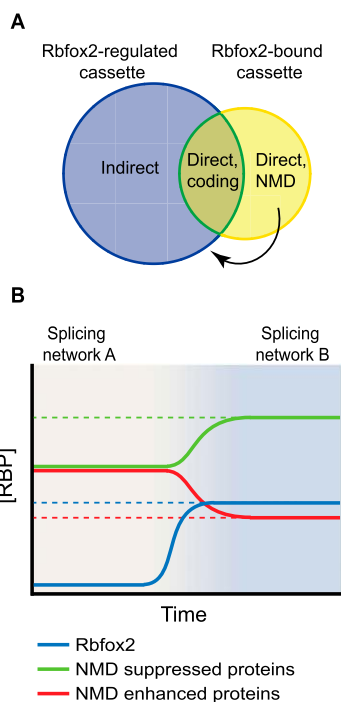 A
Rbfox2-regulated
cassette
Rbfox2-bound
cassette
Indirect
Direct,
coding
Direct,
NMD
B
Splicing
network A
Splicing
network B
[RBP]
Time
Rbfox2
NMD suppressed proteins
NMD enhanced proteins